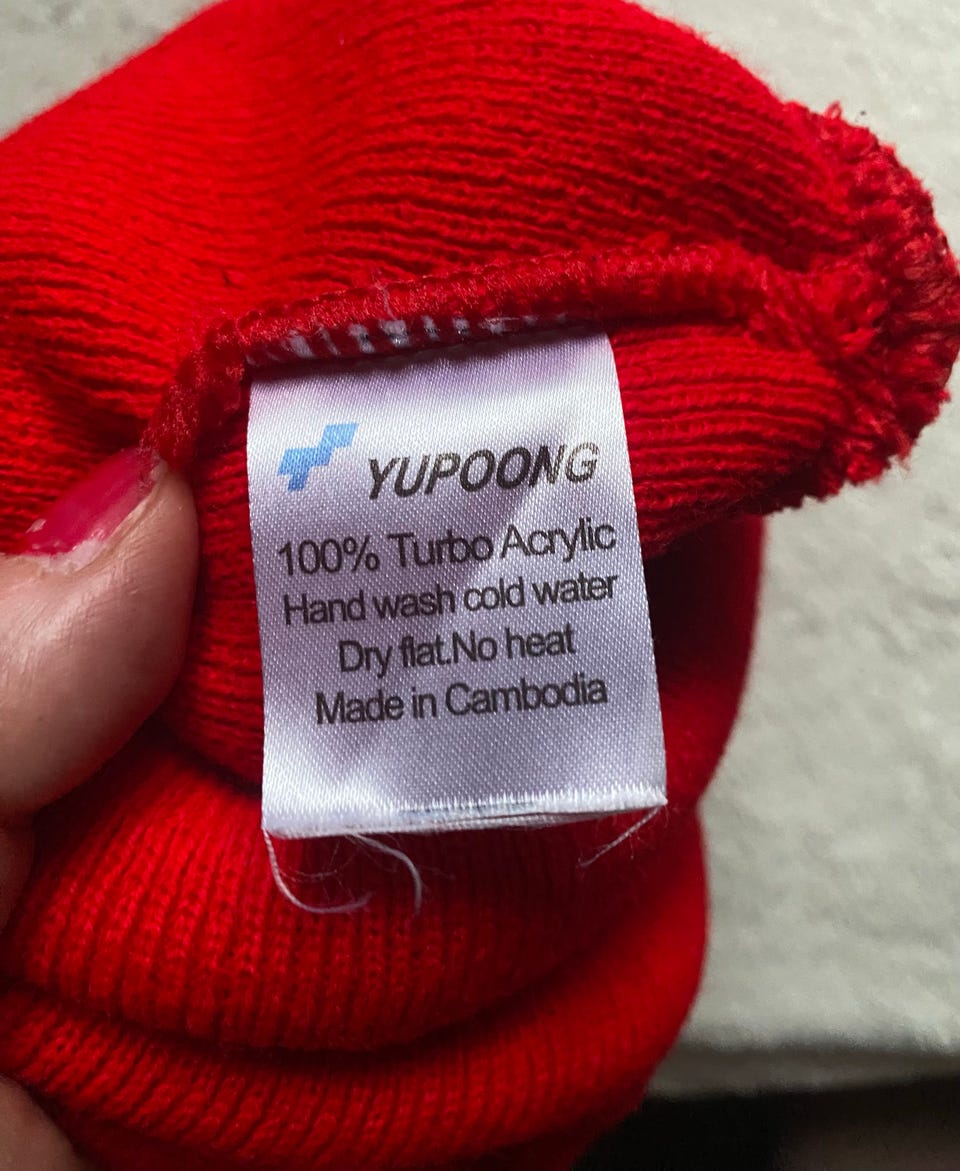 YUPOONG
100% Turbo Acrylic
Hand wash cold water
Dry flat.No heat
Made in Cambodia